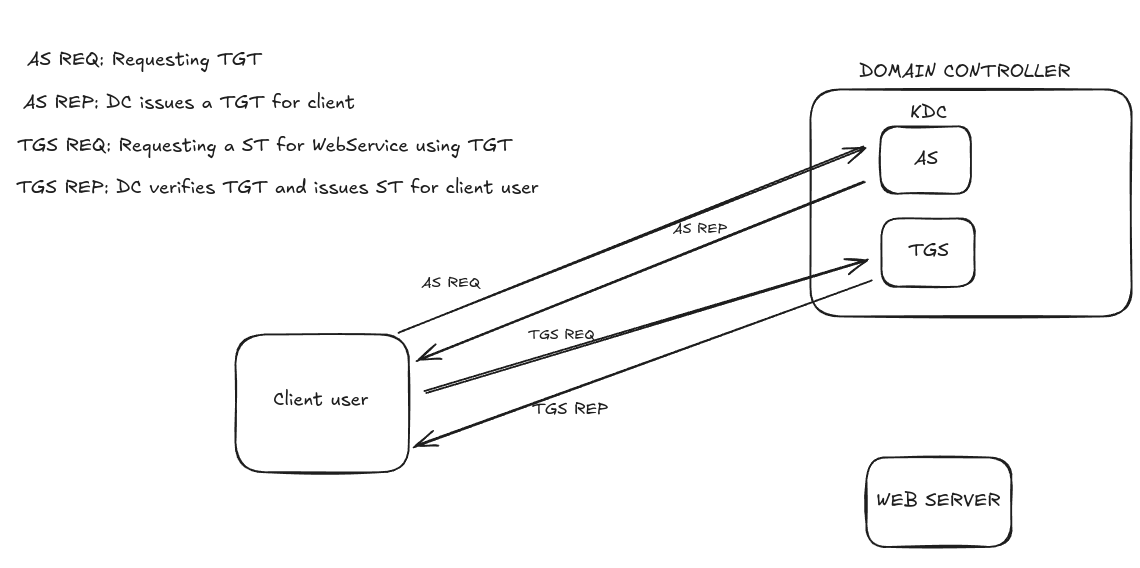 AS REQ: Requesting TGT
AS REP: DC issues a TGT for client
TGS REQ: Requesting a ST for WebService using TGT
TGS REP: DC verifies TGT and issues ST for client user
DOMAIN CONTROLLER
KDC
AS
TGS
AS REP
AS REQ
TGS REQ
TGS REP
Client user
WEB SERVER